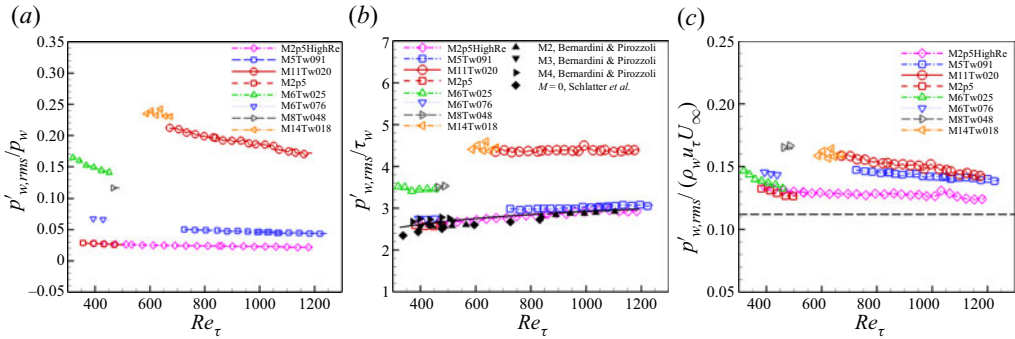 (a)
p′w,rms/pw
0.35
0.30
0.25
0.20
0.15
0.10
0.05
0
−0.05
400 600 800 1000 1200
Reτ
M2p5HighRe
M5Tw091
M11Tw020
M2p5
M6Tw025
M6Tw076
M8Tw048
M14Tw018
(b)
p′w,rms/τw
7
6
5
4
3
2
1
400 600 800 1000 1200
Reτ
M2p5HighRe
M5Tw091
M11Tw020
M2p5
M6Tw025
M6Tw076
M8Tw048
M14Tw018
M2, Bernardini & Pirozzoli
M3, Bernardini & Pirozzoli
M4, Bernardini & Pirozzoli
M = 0, Schlatter et al.
(c)
p′w,rms/(ρwuτU∞)
0.25
0.20
0.15
0.10
0.05
400 600 800 1000 1200
Reτ
M2p5HighRe
M5Tw091
M11Tw020
M2p5
M6Tw025
M6Tw076
M8Tw048
M14Tw018